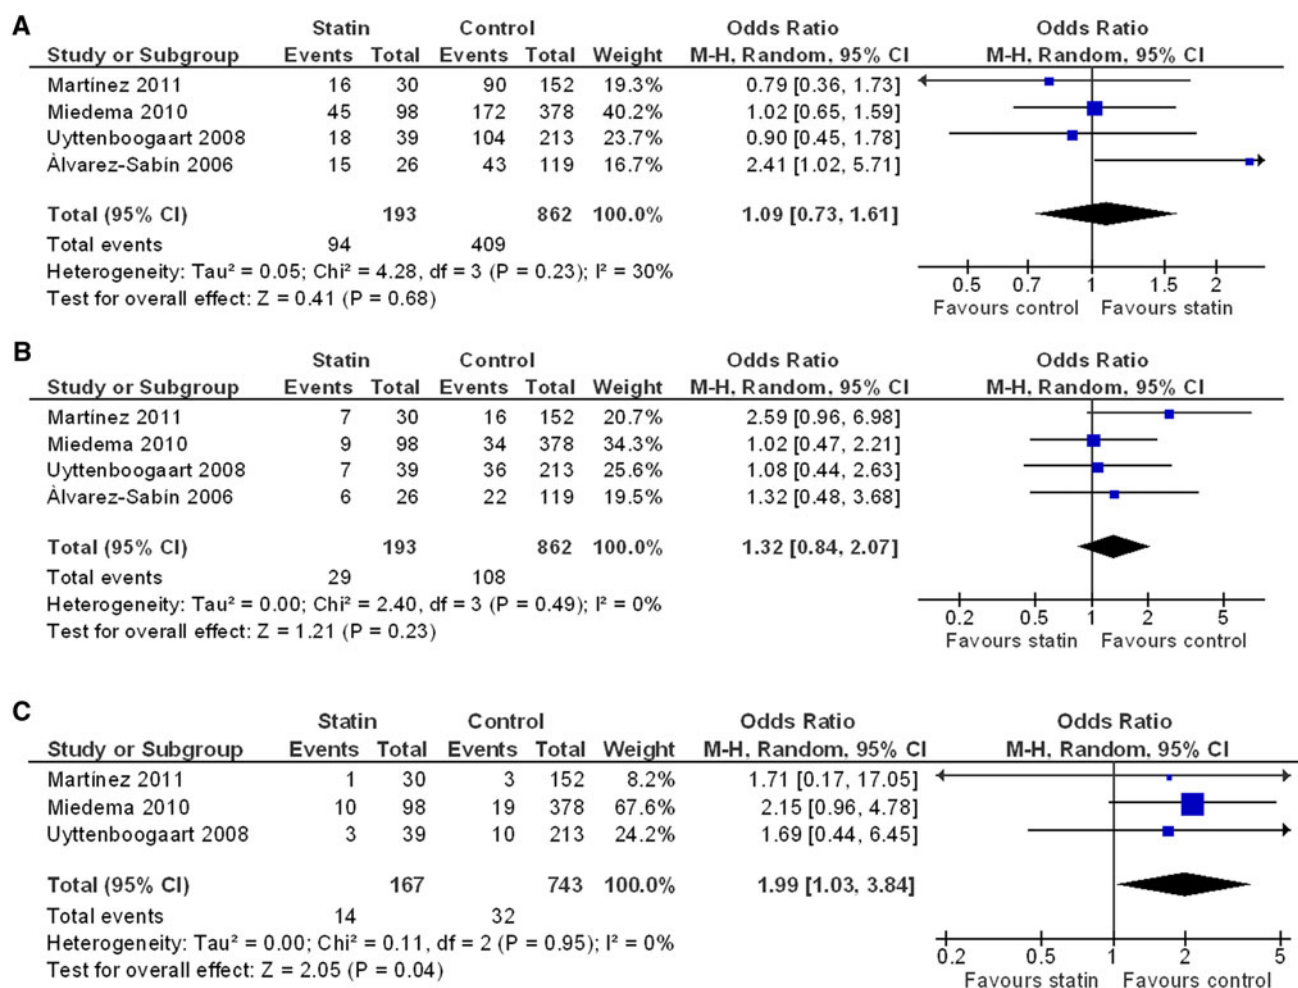 A
Statin Control Odds Ratio Odds Ratio
Study or Subgroup Events Total Events Total Weight M-H, Random, 95% CI M-H, Random, 95% CI
Martínez 2011 16 30 90 152 19.3% 0.79 [0.36, 1.73]
Miedema 2010 45 98 172 378 40.2% 1.02 [0.65, 1.59]
Uyttenboogaart 2008 18 39 104 213 23.7% 0.90 [0.45, 1.78]
Àlvarez-Sabín 2006 15 26 43 119 16.7% 2.41 [1.02, 5.71]
Total (95% CI) 193 862 100.0% 1.09 [0.73, 1.61]
Total events 94 409
Heterogeneity: Tau² = 0.05; Chi² = 4.28, df = 3 (P = 0.23); I² = 30%
Test for overall effect: Z = 0.41 (P = 0.68)
0.5 0.7 1 1.5 2
Favours control Favours statin
B
Statin Control Odds Ratio Odds Ratio
Study or Subgroup Events Total Events Total Weight M-H, Random, 95% CI M-H, Random, 95% CI
Martínez 2011 7 30 16 152 20.7% 2.59 [0.96, 6.98]
Miedema 2010 9 98 34 378 34.3% 1.02 [0.47, 2.21]
Uyttenboogaart 2008 7 39 36 213 25.6% 1.08 [0.44, 2.63]
Àlvarez-Sabín 2006 6 26 22 119 19.5% 1.32 [0.48, 3.68]
Total (95% CI) 193 862 100.0% 1.32 [0.84, 2.07]
Total events 29 108
Heterogeneity: Tau² = 0.00; Chi² = 2.40, df = 3 (P = 0.49); I² = 0%
Test for overall effect: Z = 1.21 (P = 0.23)
0.2 0.5 1 2 5
Favours statin Favours control
C
Statin Control Odds Ratio Odds Ratio
Study or Subgroup Events Total Events Total Weight M-H, Random, 95% CI M-H, Random, 95% CI
Martínez 2011 1 30 3 152 8.2% 1.71 [0.17, 17.05]
Miedema 2010 10 98 19 378 67.6% 2.15 [0.96, 4.78]
Uyttenboogaart 2008 3 39 10 213 24.2% 1.69 [0.44, 6.45]
Total (95% CI) 167 743 100.0% 1.99 [1.03, 3.84]
Total events 14 32
Heterogeneity: Tau² = 0.00; Chi² = 0.11, df = 2 (P = 0.95); I² = 0%
Test for overall effect: Z = 2.05 (P = 0.04)
0.2 0.5 1 2 5
Favours statin Favours control